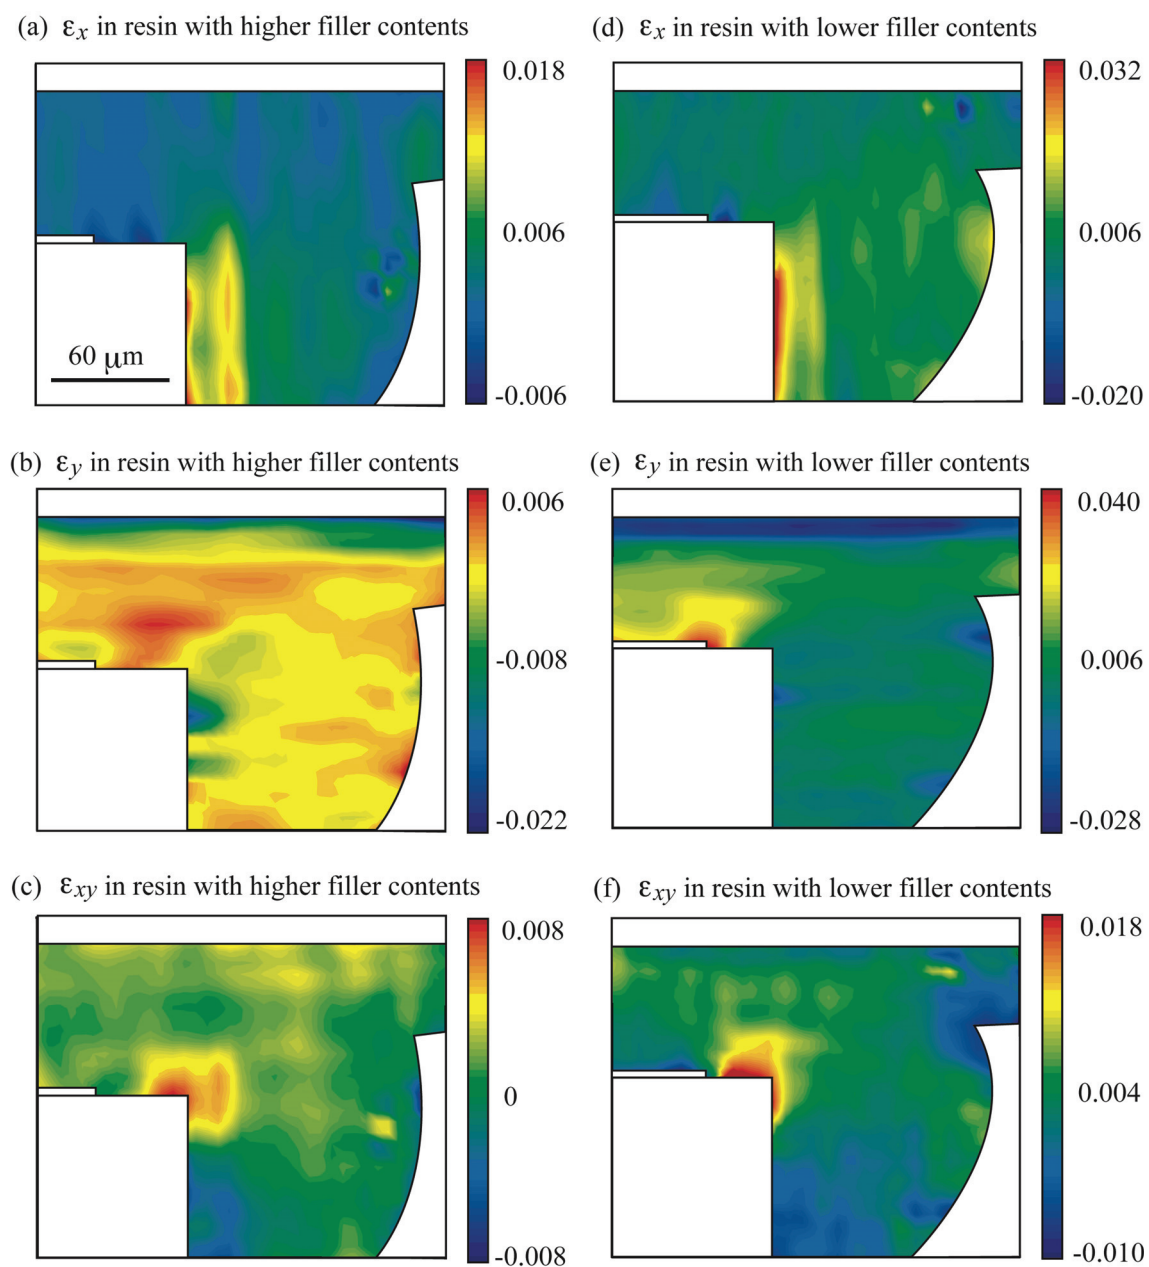 (a) εx in resin with higher filler contents
0.018
0.006
-0.006
60 μm
(d) εx in resin with lower filler contents
0.032
0.006
-0.020
(b) εy in resin with higher filler contents
0.006
-0.008
-0.022
(e) εy in resin with lower filler contents
0.040
0.006
-0.028
(c) εxy in resin with higher filler contents
0.008
0
-0.008
(f) εxy in resin with lower filler contents
0.018
0.004
-0.010